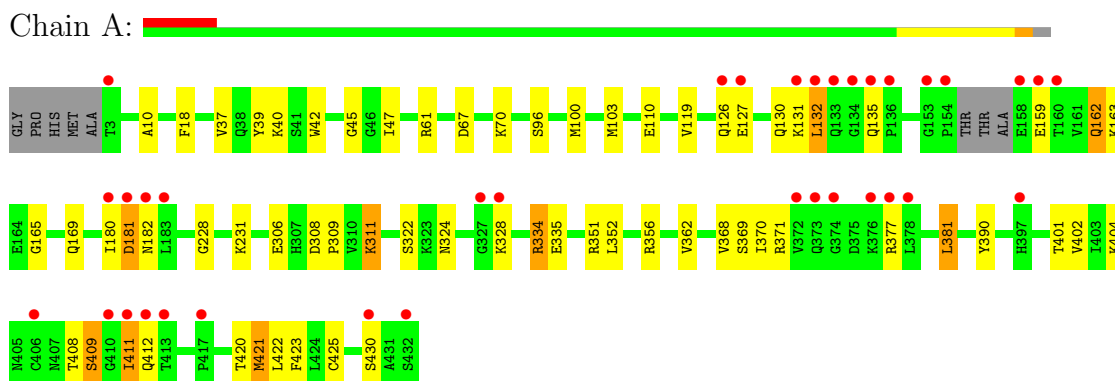 Chain A:
GLY PRO HIS MET ALA T3 A10 F18 V37 Q38 Y39 K40 S41 W42 G45 G46 I47 R61 D67 K70 S96 M100 M103 E110 V119 Q126 E127 Q130 K131 L132 Q133 G134 Q135 P136 G153 P154 THR THR ALA E158 E159 T160 V161 Q162 K163
E164 G165 Q169 I180 D181 N182 L183 G228 K231 E306 H307 D308 P309 V310 K311 S322 K323 N324 G327 K328 R334 E335 R351 L352 R356 V362 V368 S369 I370 R371 V372 Q373 G374 D375 K376 R377 L378 L381 Y390 H397 T401 V402 I403 K404
N405 C406 N407 T408 S409 G410 I411 Q412 T413 P417 T420 M421 L422 F423 L424 C425 S430 A431 S432